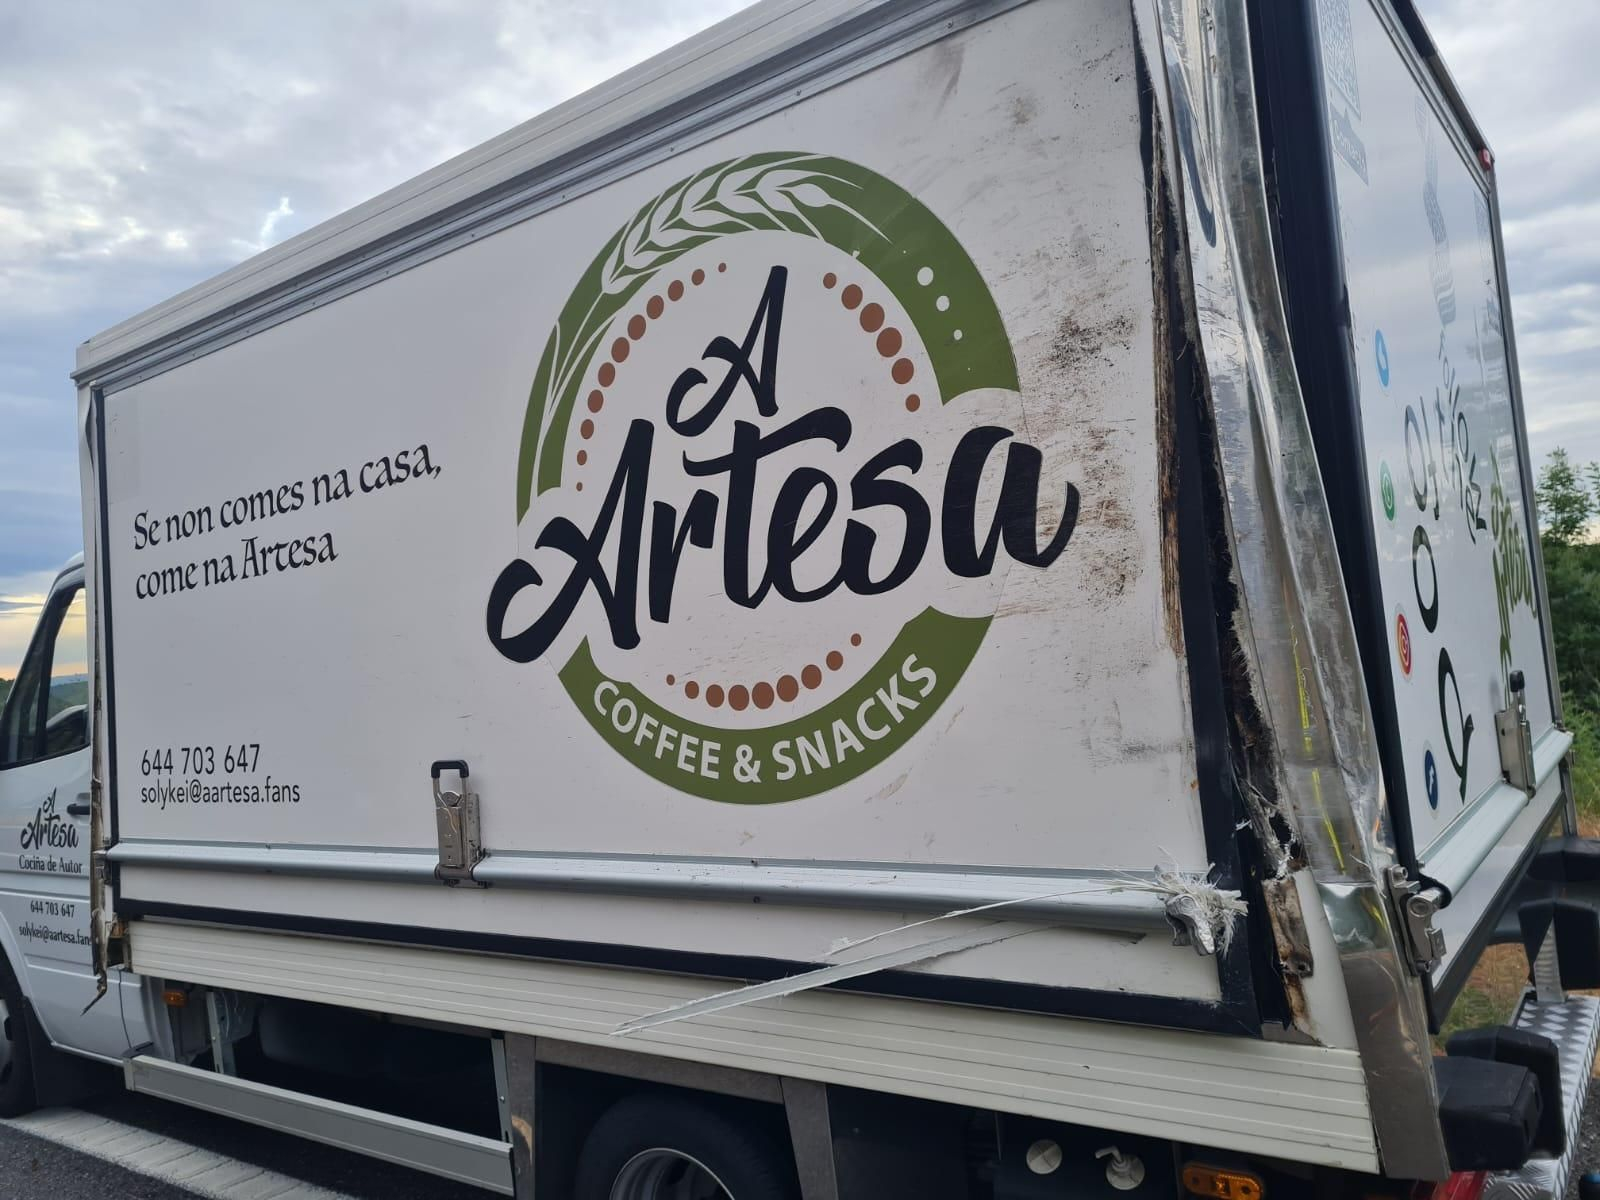 Se non comes na casa,
come na Artesa
A
Artesa
COFFEE & SNACKS
644 703 647
solykei@aartesa.fans
A
Artesa
Cociña de Autor
644 703 647
solykei@aartesa.fans